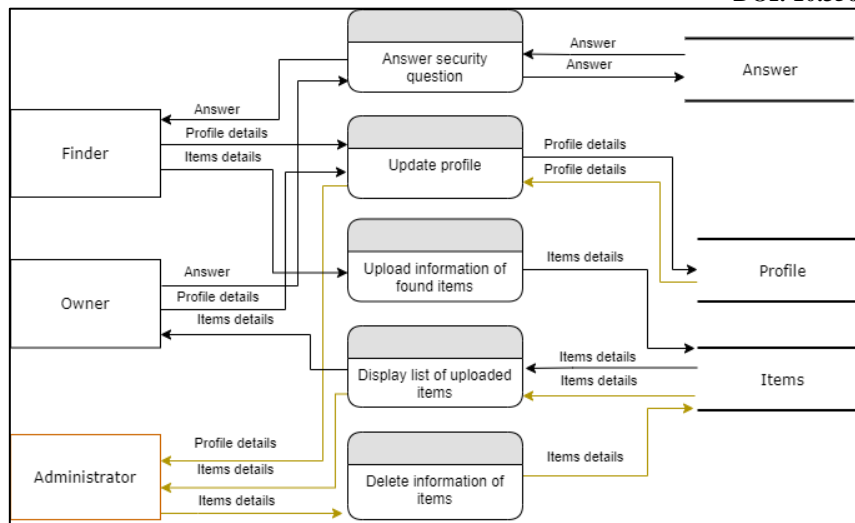 Answer security
question
Answer
Answer
Answer
Answer
Profile details
Items details
Finder
Update profile
Profile details
Profile details
Upload information of
found items
Items details
Profile
Answer
Profile details
Items details
Owner
Display list of uploaded
items
Items details
Items details
Items
Profile details
Items details
Items details
Administrator
Delete information of
items
Items details